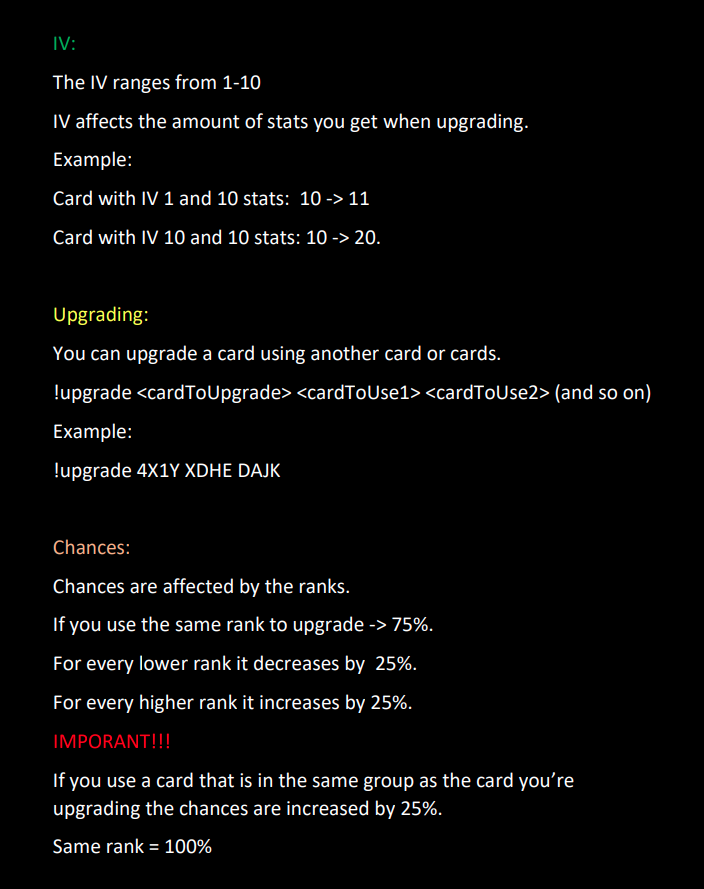 IV:
The IV ranges from 1-10
IV affects the amount of stats you get when upgrading.
Example:
Card with IV 1 and 10 stats:  10 -> 11
Card with IV 10 and 10 stats: 10 -> 20.
Upgrading:
You can upgrade a card using another card or cards.
!upgrade <cardToUpgrade> <cardToUse1> <cardToUse2> (and so on)
Example:
!upgrade 4X1Y XDHE DAJK
Chances:
Chances are affected by the ranks.
If you use the same rank to upgrade -> 75%.
For every lower rank it decreases by  25%.
For every higher rank it increases by 25%.
IMPORANT!!!
If you use a card that is in the same group as the card you’re
upgrading the chances are increased by 25%.
Same rank = 100%